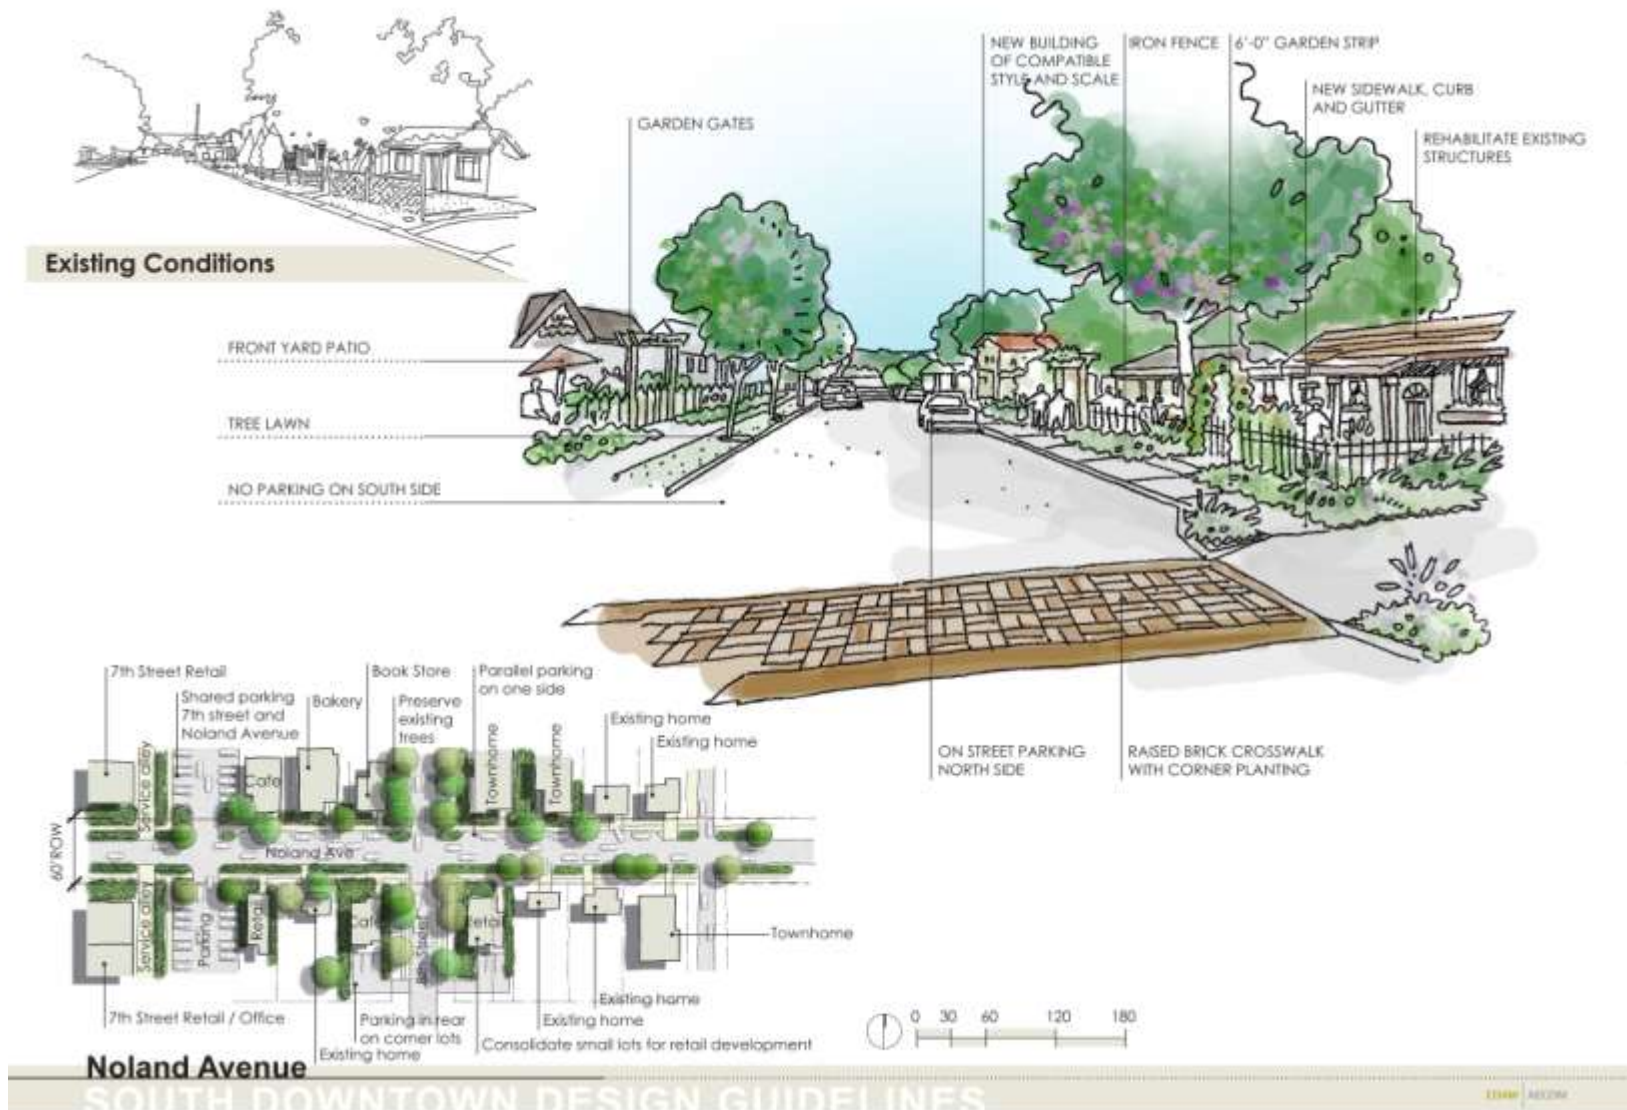 NEW BUILDING
OF COMPATIBLE
STYLE AND SCALE
IRON FENCE
6'-0" GARDEN STRIP
NEW SIDEWALK, CURB
AND GUTTER
GARDEN GATES
REHABILITATE EXISTING
STRUCTURES
Existing Conditions
FRONT YARD PATIO
TREE LAWN
NO PARKING ON SOUTH SIDE
ON STREET PARKING
NORTH SIDE
RAISED BRICK CROSSWALK
WITH CORNER PLANTING
7th Street Retail
Shared parking
7th street and
Noland Avenue
Bakery
Book Store
Preserve
existing
trees
Parallel parking
on one side
Existing home
Existing home
Service alley
Cafe
Townhome
Townhome
60'ROW
Noland Ave
Service alley
Parking
Retail
Cafe
Street
Retail
Townhome
7th Street Retail / Office
Existing home
Parking in rear
on corner lots
Existing home
Existing home
Consolidate small lots for retail development
0 30 60 120 180
Noland Avenue
SOUTH DOWNTOWN DESIGN GUIDELINES
EDAW AECOM